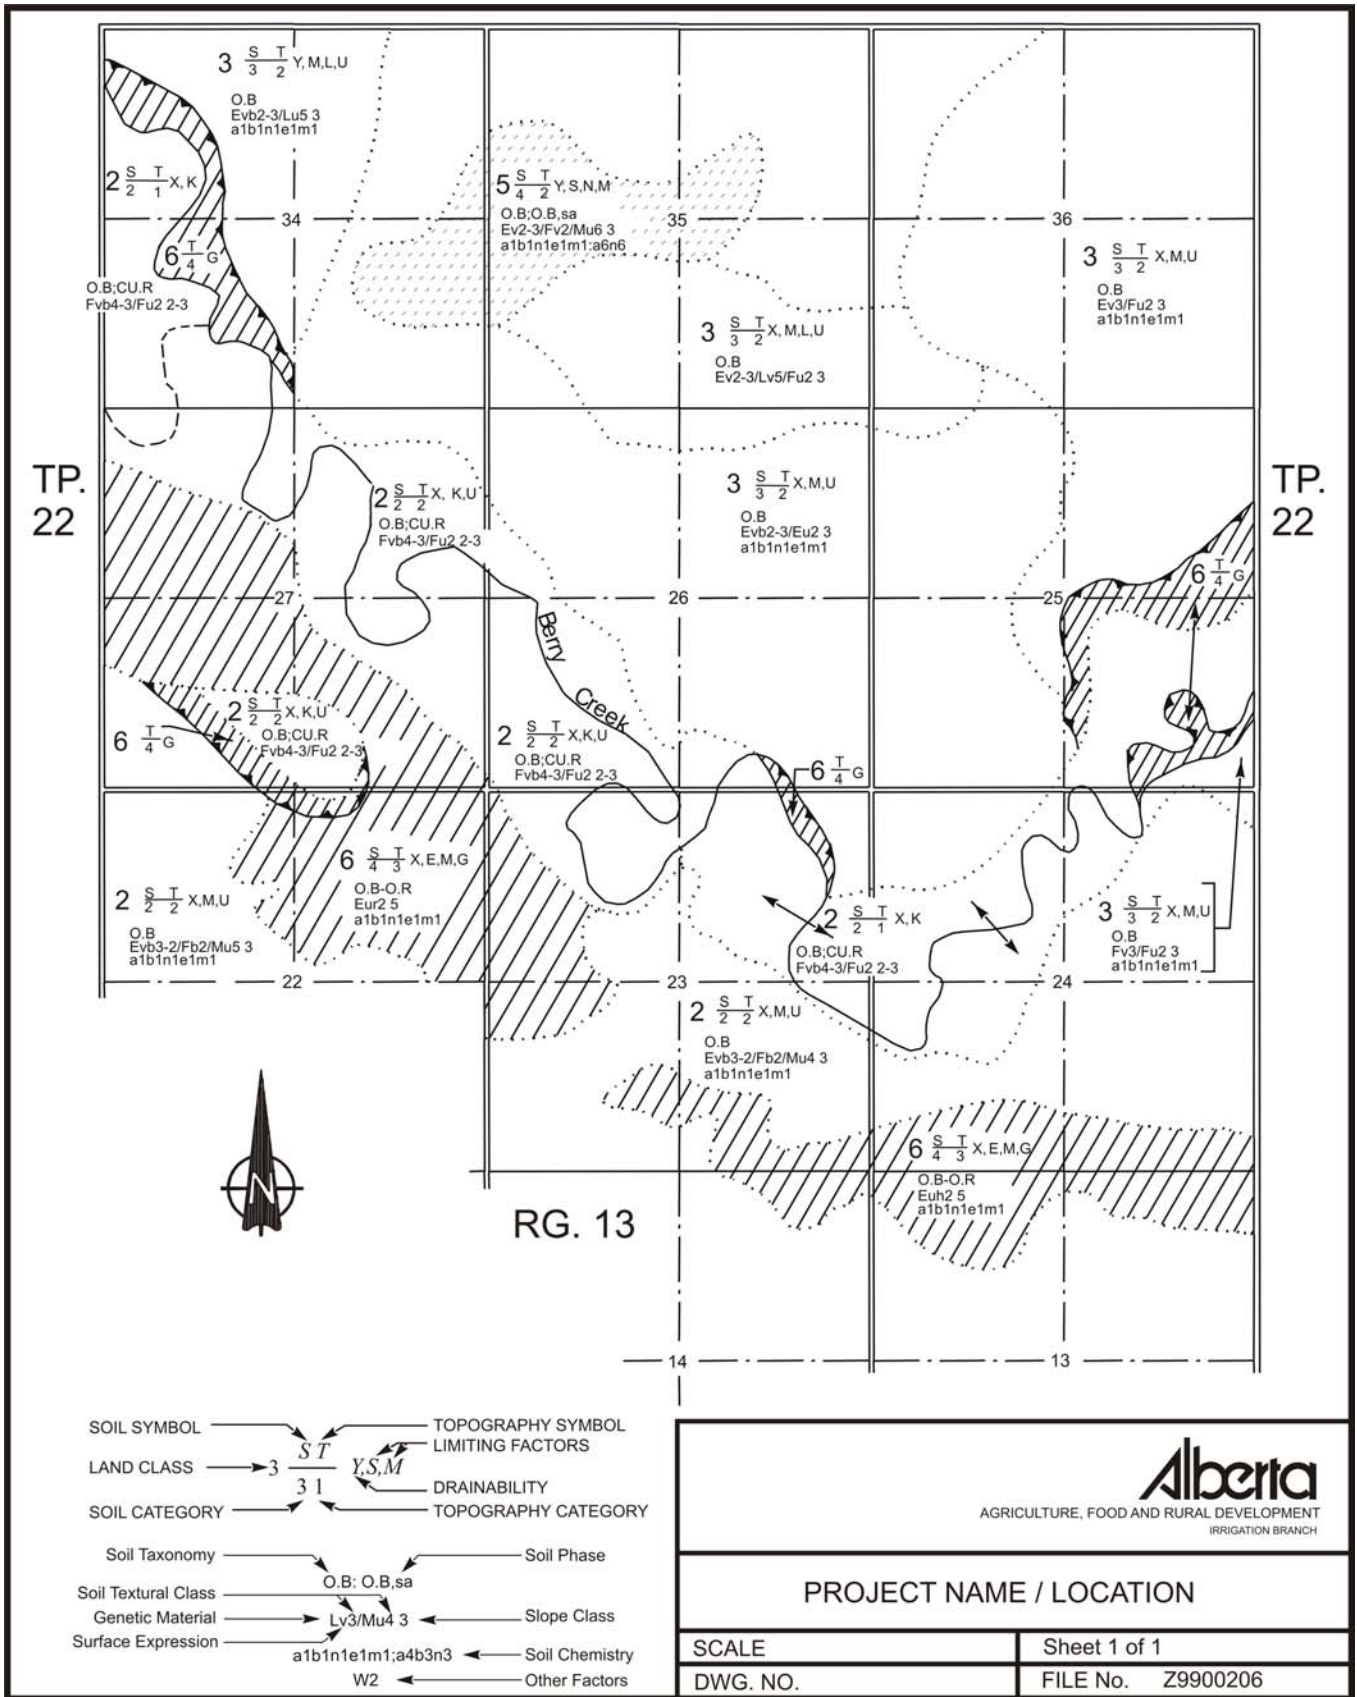 3 S T Y, M,L,U
3 2
O.B
Evb2-3/Lu5 3
a1b1n1e1m1
2 S T X, K
2 1
5 S T Y, S,N,M
4 2
O.B;O.B,sa
Ev2-3/Fv2/Mu6 3
a1b1n1e1m1:a6n6
34
35
36
6 T G
4
3 S T X, M,U
3 2
O.B
Ev3/Fu2 3
a1b1n1e1m1
O.B;CU.R
Fvb4-3/Fu2 2-3
3 S T X, M,L,U
3 2
O.B
Ev2-3/Lv5/Fu2 3
TP.
22
TP.
22
2 S T X, K,U
2 2
O.B;CU.R
Fvb4-3/Fu2 2-3
3 S T X, M,U
3 2
O.B
Evb2-3/Eu2 3
a1b1n1e1m1
6 T G
4
27
26
25
Berry
Creek
2 S T X, K,U
2 2
O.B;CU.R
Fvb4-3/Fu2 2-3
6 T G
4
2 S T X,K,U
2 2
O.B;CU.R
Fvb4-3/Fu2 2-3
6 T G
4
6 S T X, E,M,G
4 3
O.B-O.R
Eur2 5
a1b1n1e1m1
2 S T X,M,U
2 2
O.B
Evb3-2/Fb2/Mu5 3
a1b1n1e1m1
2 S T X, K
2 1
O.B;CU.R
Fvb4-3/Fu2 2-3
3 S T X, M,U
3 2
O.B
Fv3/Fu2 3
a1b1n1e1m1
22
23
24
2 S T X,M,U
2 2
O.B
Evb3-2/Fb2/Mu4 3
a1b1n1e1m1
6 S T X, E,M,G
4 3
O.B-O.R
Euh2 5
a1b1n1e1m1
N
RG. 13
14
13
SOIL SYMBOL
TOPOGRAPHY SYMBOL
LIMITING FACTORS
LAND CLASS
3 S T Y,S,M
3 1
DRAINABILITY
SOIL CATEGORY
TOPOGRAPHY CATEGORY
Soil Taxonomy
Soil Phase
O.B: O.B,sa
Soil Textural Class
Genetic Material
Lv3/Mu4 3
Slope Class
Surface Expression
a1b1n1e1m1;a4b3n3
Soil Chemistry
W2
Other Factors
Alberta
AGRICULTURE, FOOD AND RURAL DEVELOPMENT
IRRIGATION BRANCH
PROJECT NAME / LOCATION
SCALE
Sheet 1 of 1
DWG. NO.
FILE No. Z9900206